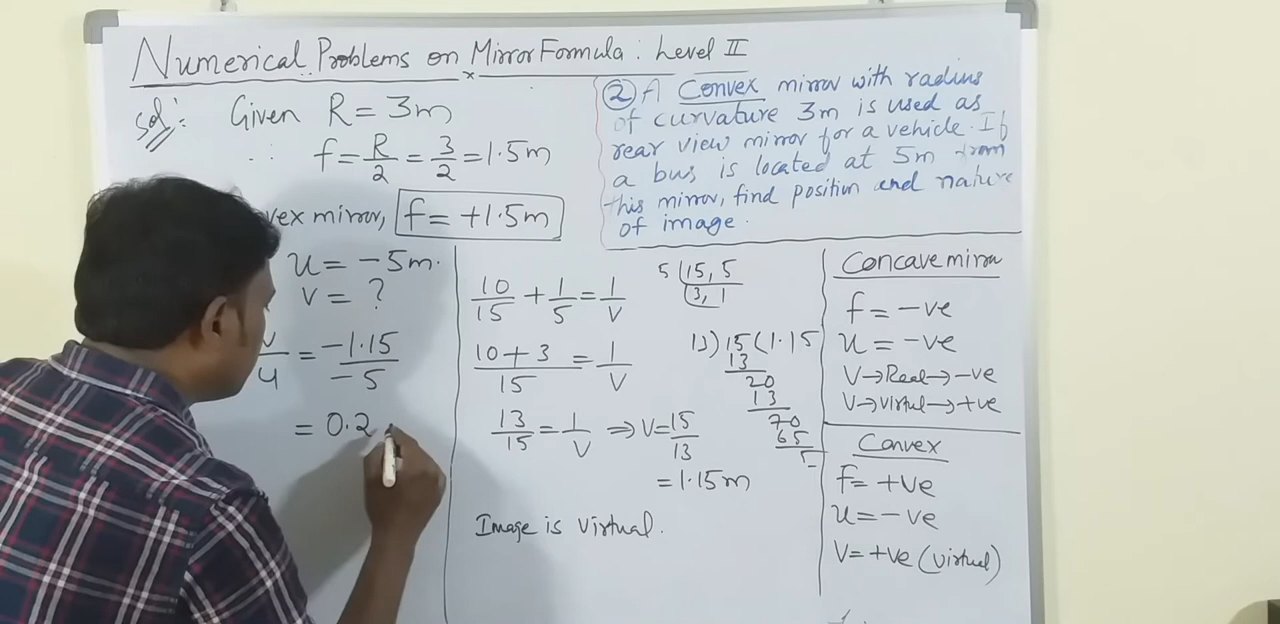 Numerical Problems on Mirror Formula : Level II
② A Convex mirror with radius
of curvature 3m is used as
rear view mirror for a vehicle. If
a bus is located at 5m from
this mirror, find position and nature
of image.
Sol:
Given R = 3m
∴ f = R/2 = 3/2 = 1.5m
vex mirror, f = +1.5m
u = -5m.
v = ?
v/u = -1.15/-5
= 0.2
10/15 + 1/5 = 1/v
10+3/15 = 1/v
13/15 = 1/v ⇒ v = 15/13
= 1.15m
Image is virtual.
5 | 15, 5
3, 1
13) 15 ( 1.15
13
20
13
70
65
5
Concave mirror
f = -ve
u = -ve
V→Real→ -ve
V→virtual→ +ve
Convex
f = +ve
u = -ve
V = +ve (virtual)